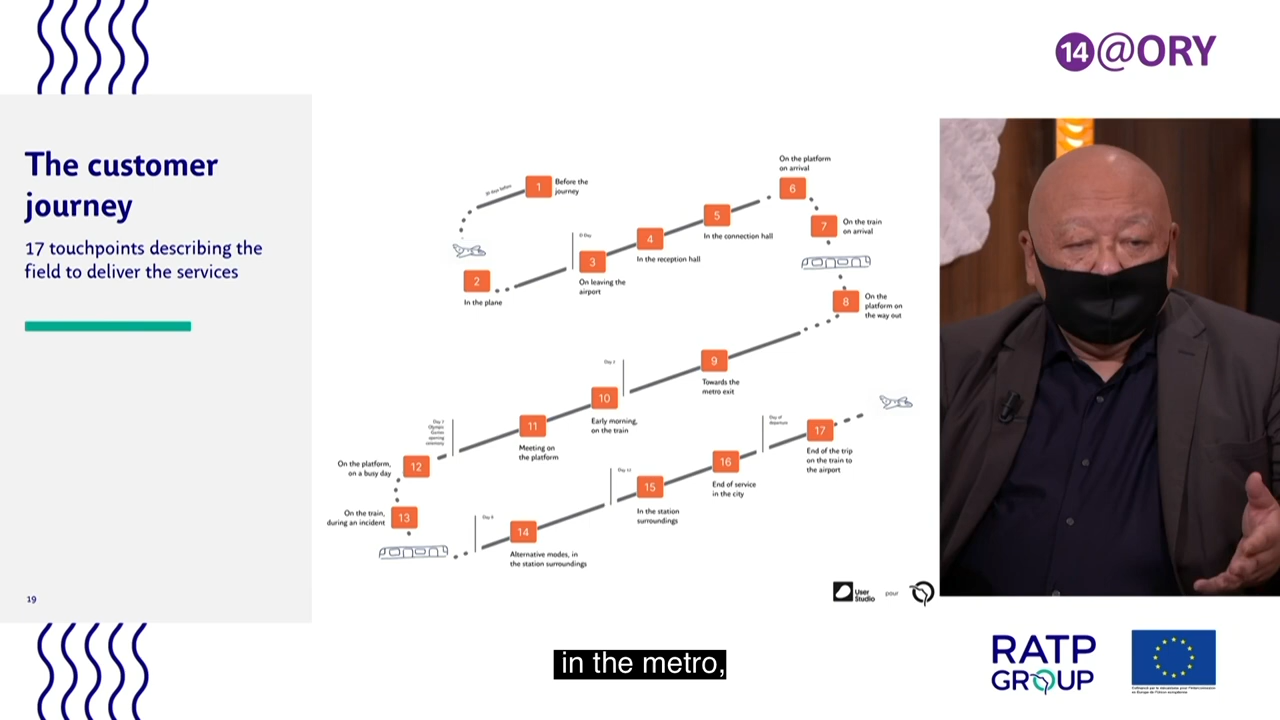 14@ORY
The customer
journey
17 touchpoints describing the
field to deliver the services
19
1
Before the
journey
2
In the plane
3
On leaving the
airport
4
In the reception hall
5
In the connection hall
On the platform
on arrival
6
7
On the train
on arrival
8
On the
platform on
the way out
9
Towards the
metro exit
10
Early morning,
on the train
11
Meeting on
the platform
On the platform,
on a busy day
12
On the train,
during an incident
13
14
Alternative modes, in
the station surroundings
15
In the station
surroundings
16
End of service
in the city
17
End of the trip
on the train to
the airport
User
Studio
pour
in the metro,
RATP
GROUP